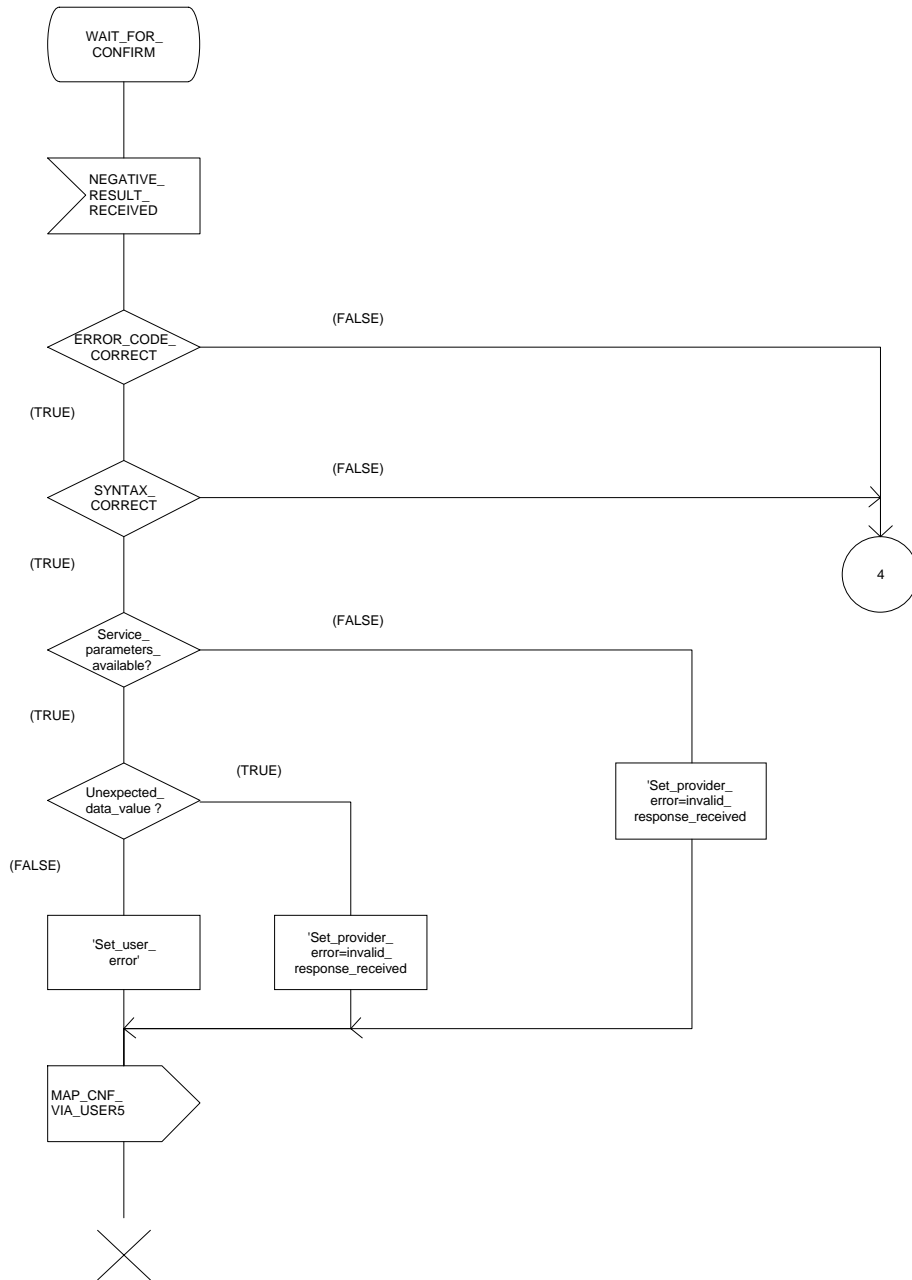 WAIT_FOR_
CONFIRM
NEGATIVE_
RESULT_
RECEIVED
(FALSE)
ERROR_CODE_
CORRECT
(TRUE)
(FALSE)
SYNTAX_
CORRECT
(TRUE)
4
(FALSE)
Service_
parameters_
available?
(TRUE)
(TRUE)
Unexpected_
data_value ?
'Set_provider_
error=invalid_
response_received
(FALSE)
'Set_user_
error'
'Set_provider_
error=invalid_
response_received
MAP_CNF_
VIA_USER5